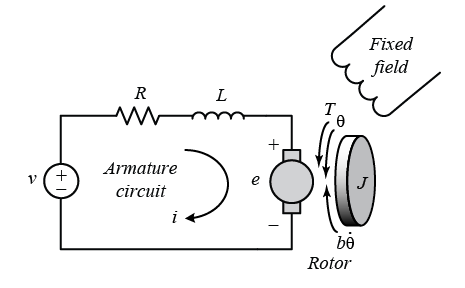 Fixed
field
R
L
T
θ
+
v
+
−
Armature
circuit
e
J
i
−
bθ̇
Rotor